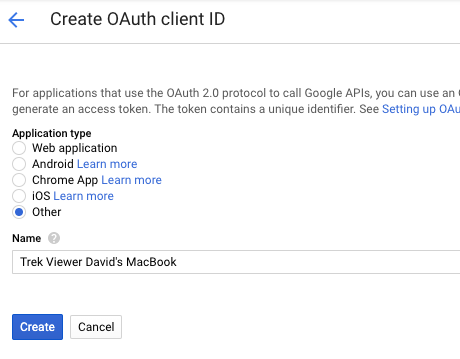 Create OAuth client ID
For applications that use the OAuth 2.0 protocol to call Google APIs, you can use an
generate an access token. The token contains a unique identifier. See Setting up OAu
Application type
Web application
Android Learn more
Chrome App Learn more
iOS Learn more
Other
Name ?
Trek Viewer David's MacBook
Create Cancel